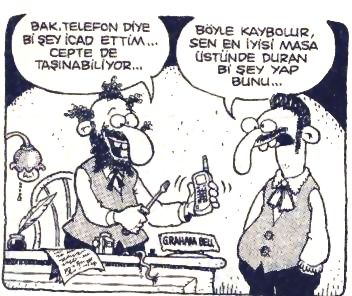 BAK, TELEFON DİYE
Bİ ŞEY İCAD ETTİM...
CEPTE DE
TAŞINABİLİYOR...
BÖYLE KAYBOLUR,
SEN EN İYİSİ MASA
ÜSTÜNDE DURAN
Bİ ŞEY YAP
BUNU...
GRAHAM BELL